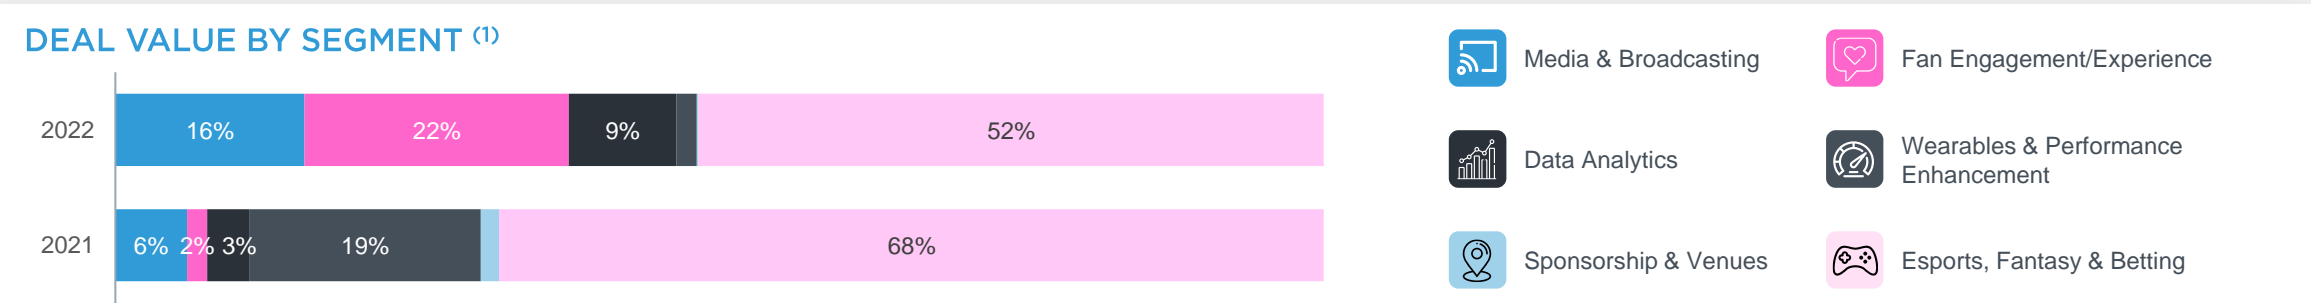 DEAL VALUE BY SEGMENT (1)
2022
16%
22%
9%
52%
2021
6%
2%
3%
19%
68%
Media & Broadcasting
Fan Engagement/Experience
Data Analytics
Wearables & Performance
Enhancement
Sponsorship & Venues
Esports, Fantasy & Betting